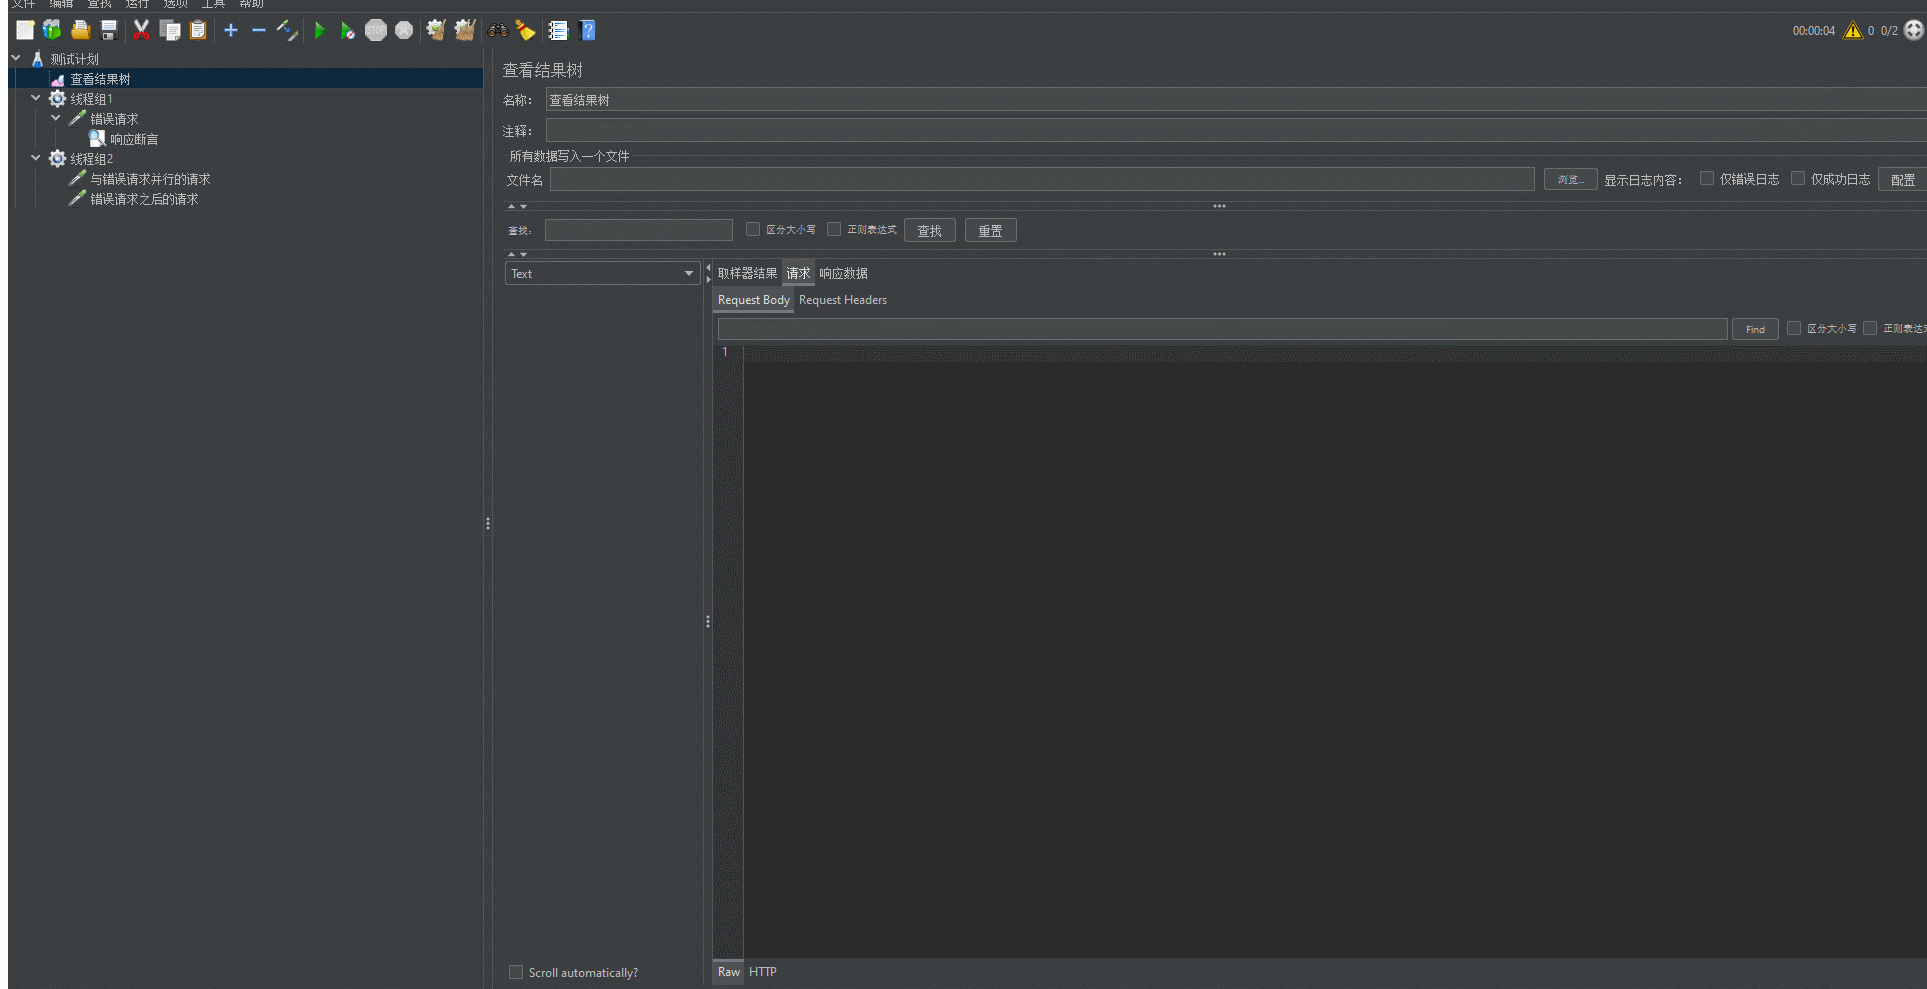 文件 编辑 查找 运行 选项 工具 帮助
STOP
00:00:04 0 0/2
测试计划
查看结果树
线程组1
错误请求
响应断言
线程组2
与错误请求并行的请求
错误请求之后的请求
查看结果树
名称： 查看结果树
注释：
所有数据写入一个文件
文件名 浏览... 显示日志内容： 仅错误日志 仅成功日志 配置
查找： 区分大小写 正则表达式 查找 重置
Text
取样器结果 请求 响应数据
Request Body Request Headers
Find 区分大小写 正则表达式
1
Scroll automatically?
Raw HTTP